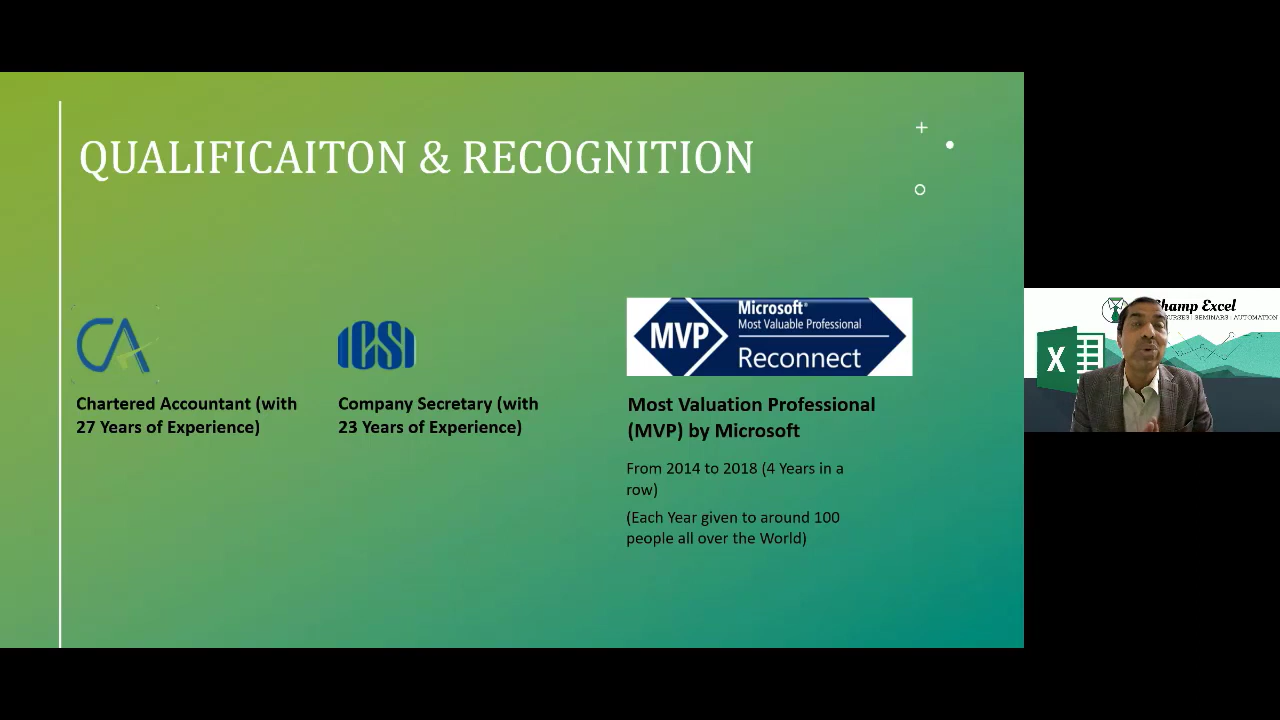 QUALIFICAITON & RECOGNITION
CA
ICSI
Microsoft®
Most Valuable Professional
MVP
Reconnect
Chartered Accountant (with
27 Years of Experience)
Company Secretary (with
23 Years of Experience)
Most Valuation Professional
(MVP) by Microsoft
From 2014 to 2018 (4 Years in a
row)
(Each Year given to around 100
people all over the World)
Champ Excel
SEMINARS | AUTOMATION
X